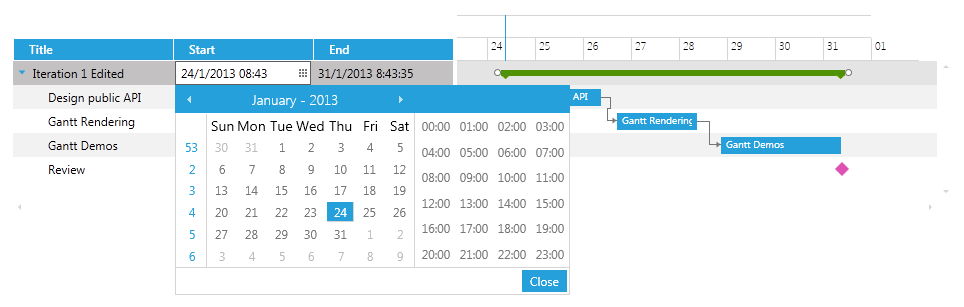 24 25 26 27 28 29 30 31 01
Title Start End
Iteration 1 Edited 24/1/2013 08:43 31/1/2013 8:43:35
Design public API
Gantt Rendering
Gantt Demos
Review
January - 2013
Sun Mon Tue Wed Thu Fri Sat
53 30 31 1 2 3 4 5
2 6 7 8 9 10 11 12
3 13 14 15 16 17 18 19
4 20 21 22 23 24 25 26
5 27 28 29 30 31 1 2
6 3 4 5 6 7 8 9
00:00 01:00 02:00 03:00
04:00 05:00 06:00 07:00
08:00 09:00 10:00 11:00
12:00 13:00 14:00 15:00
16:00 17:00 18:00 19:00
20:00 21:00 22:00 23:00
Close
API
Gantt Rendering
Gantt Demos